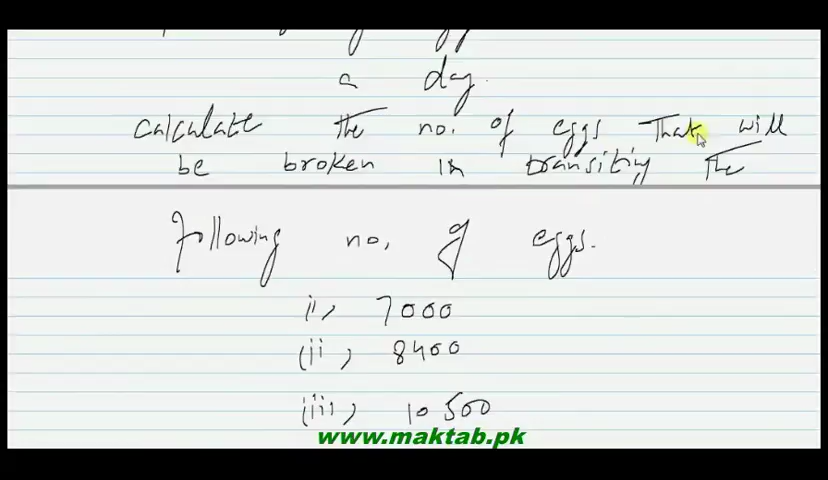 a day.
calculate the no. of eggs that will
be broken in transiting the
following no. of eggs.
(i) 7000
(ii) 8400
(iii) 10500
www.maktab.pk